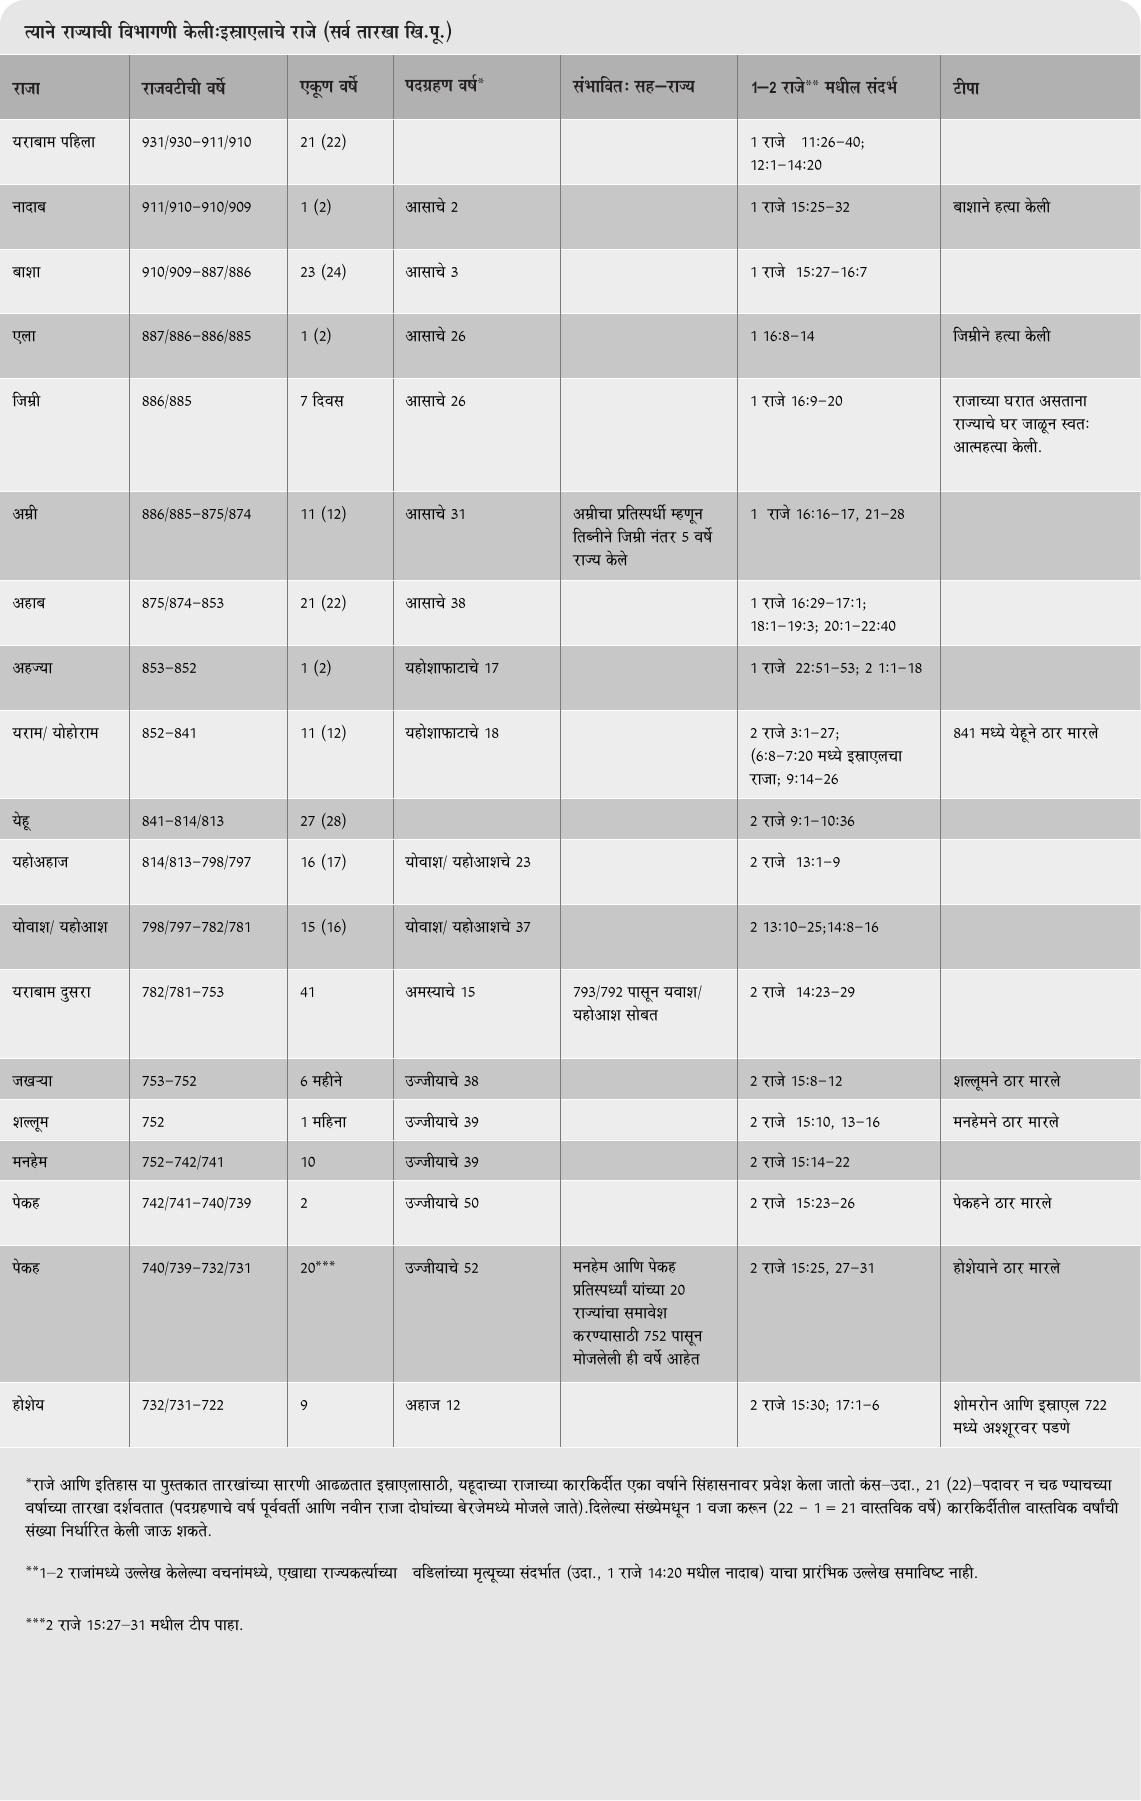 त्याने राज्याची विभागणी केलीःइस्राएलाचे राजे (सर्व तारखा खि.पू.)
राजा राजवटीची वर्षे एकूण वर्षे पदग्रहण वर्ष* संभावितः सह–राज्य 1–2 राजे** मधील संदर्भ टीपा
यराबाम पहिला 931/930–911/910 21 (22) 1 राजे 11:26–40;
12:1–14:20
नादाब 911/910–910/909 1 (2) आसाचे 2 1 राजे 15:25–32 बाशाने हत्या केली
बाशा 910/909–887/886 23 (24) आसाचे 3 1 राजे 15:27–16:7
एला 887/886–886/885 1 (2) आसाचे 26 1 16:8–14 जिम्रीने हत्या केली
जिम्री 886/885 7 दिवस आसाचे 26 1 राजे 16:9–20 राजाच्या घरात असताना
राज्याचे घर जाळून स्वतः
आत्महत्या केली.
अम्री 886/885–875/874 11 (12) आसाचे 31 अम्रीचा प्रतिस्पर्धी म्हणून 1 राजे 16:16–17, 21–28
तिब्नीने जिम्री नंतर 5 वर्षे
राज्य केले
अहाब 875/874–853 21 (22) आसाचे 38 1 राजे 16:29–17:1;
18:1–19:3; 20:1–22:40
अहज्या 853–852 1 (2) यहोशाफाटाचे 17 1 राजे 22:51–53; 2 1:1–18
यराम/ योहोराम 852–841 11 (12) यहोशाफाटाचे 18 2 राजे 3:1–27; 841 मध्ये येहूने ठार मारले
(6:8–7:20 मध्ये इस्राएलचा
राजा; 9:14–26
येहू 841–814/813 27 (28) 2 राजे 9:1–10:36
यहोअहाज 814/813–798/797 16 (17) योवाश/ यहोआशचे 23 2 राजे 13:1–9
योवाश/ यहोआश 798/797–782/781 15 (16) योवाश/ यहोआशचे 37 2 13:10–25;14:8–16
यराबाम दुसरा 782/781–753 41 अमस्याचे 15 793/792 पासून यवाश/ 2 राजे 14:23–29
यहोआश सोबत
जखऱ्या 753–752 6 महीने उज्जीयाचे 38 2 राजे 15:8–12 शल्लूमने ठार मारले
शल्लूम 752 1 महिना उज्जीयाचे 39 2 राजे 15:10, 13–16 मनहेमने ठार मारले
मनहेम 752–742/741 10 उज्जीयाचे 39 2 राजे 15:14–22
पेकह 742/741–740/739 2 उज्जीयाचे 50 2 राजे 15:23–26 पेकहने ठार मारले
पेकह 740/739–732/731 20*** उज्जीयाचे 52 मनहेम आणि पेकह 2 राजे 15:25, 27–31 होशेयाने ठार मारले
प्रतिस्पर्ध्यां यांच्या 20
राज्यांचा समावेश
करण्यासाठी 752 पासून
मोजलेली ही वर्षे आहेत
होशेय 732/731–722 9 अहाज 12 2 राजे 15:30; 17:1–6 शोमरोन आणि इस्राएल 722
मध्ये अश्शूरवर पडणे
*राजे आणि इतिहास या पुस्तकात तारखांच्या सारणी आढळतात इस्राएलासाठी, यहूदाच्या राजाच्या कारकिर्दीत एका वर्षाने सिंहासनावर प्रवेश केला जातो कंस–उदा., 21 (22)–पदावर न चढ ण्याचच्या
वर्षाच्या तारखा दर्शवतात (पदग्रहणाचे वर्ष पूर्ववर्ती आणि नवीन राजा दोघांच्या बेरजेमध्ये मोजले जाते).दिलेल्या संख्येमधून 1 वजा करून (22 – 1 = 21 वास्तविक वर्षे) कारकिर्दीतील वास्तविक वर्षांची
संख्या निर्धारित केली जाऊ शकते.
**1–2 राजांमध्ये उल्लेख केलेल्या वचनांमध्ये, एखाद्या राज्यकर्त्याच्या वडिलांच्या मृत्यूच्या संदर्भात (उदा., 1 राजे 14:20 मधील नादाब) याचा प्रारंभिक उल्लेख समाविष्ट नाही.
***2 राजे 15:27–31 मधील टीप पाहा.